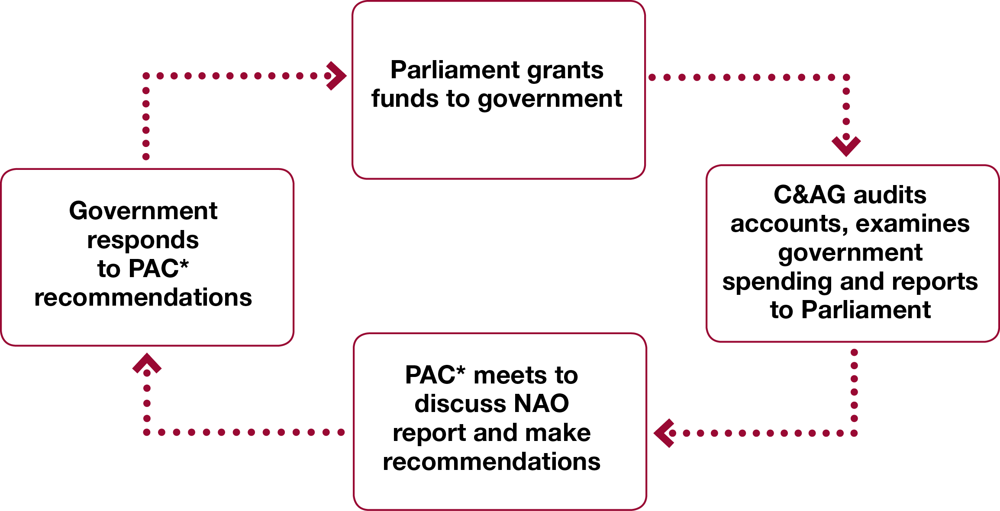 Parliament grants
funds to government
C&AG audits
accounts, examines
government
spending and reports
to Parliament
PAC* meets to
discuss NAO
report and make
recommendations
Government
responds
to PAC*
recommendations